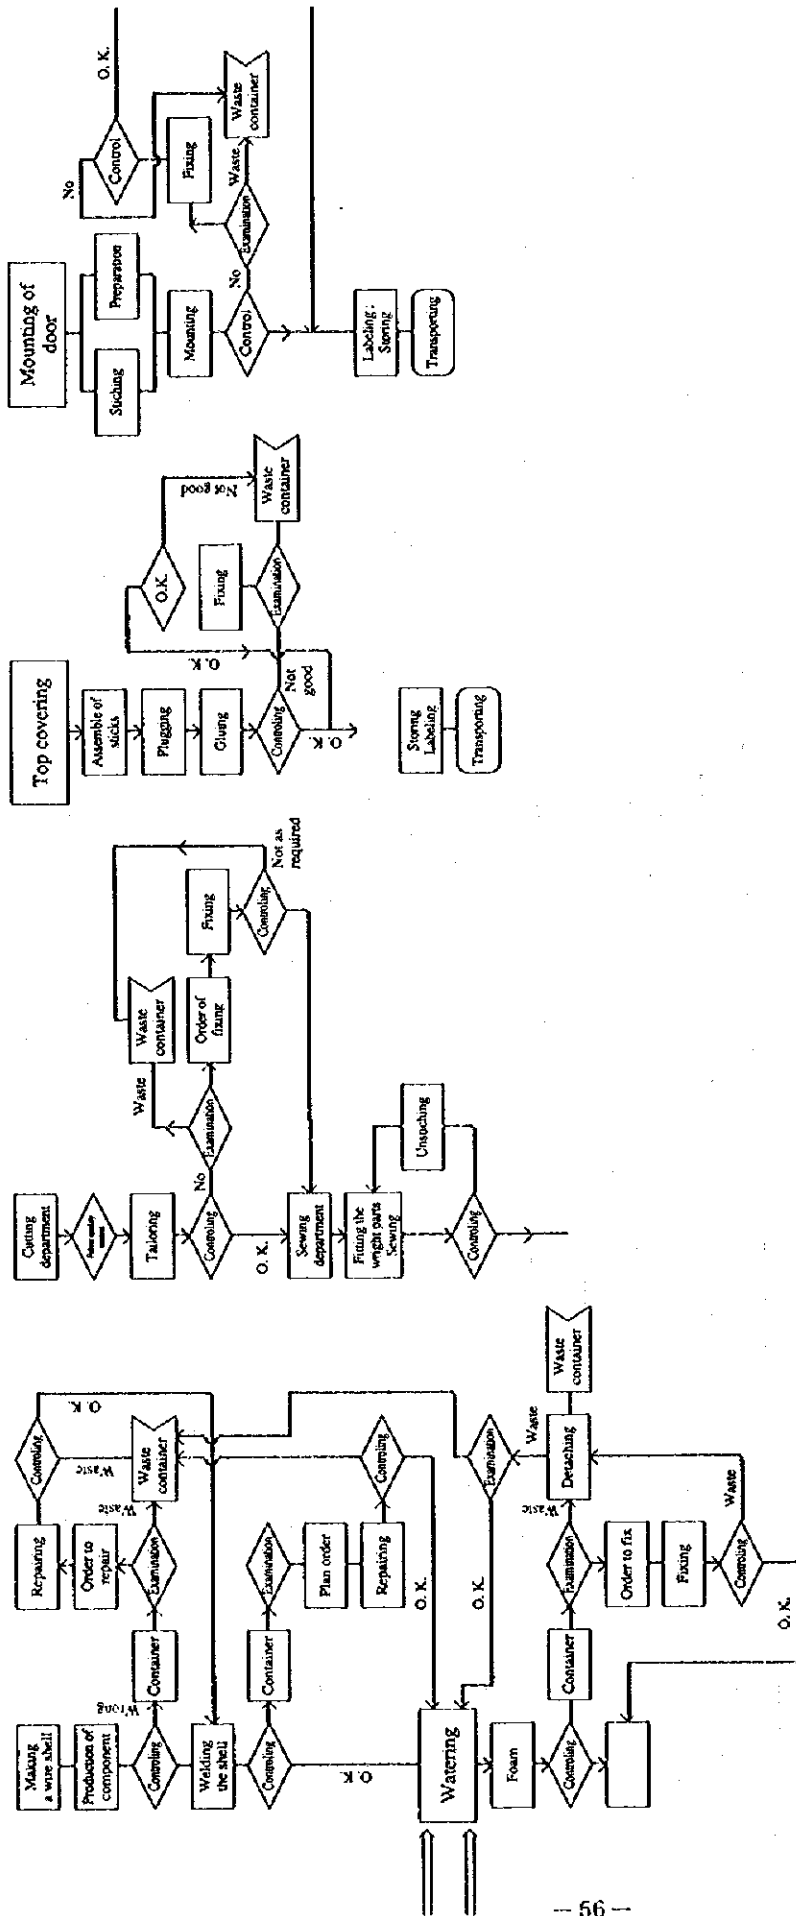 Making
a wire shell
Production of
component
Controling
Wrong
Container
Examination
Order to
repair
Repairing
Waste
Waste
container
Controling
Waste
O. K.
Welding
the shell
Controling
Container
Examination
Plan order
Repairing
Controling
O. K.
O. K.
Watering
Examination
O. K.
Foam
Controling
Container
Examination
Waste
Detaching
Waste
Waste
container
Order to fix
Fixing
Controling
Waste
O. K.
Cutting
department
Tailoring
Controling
No
Examination
Waste
Waste
container
Order of
fixing
Fixing
Controling
Not as
required
O. K.
Sewing
department
Fitting the
wright parts
Sewing
Controling
Unstiching
Top covering
Assemble of
sticks
Plugging
Gluing
Controling
Not
good
Examination
Fixing
O.K.
Not good
Waste
container
O. K.
O. K.
Storing
Labeling
Transporting
Mounting of
door
Stiching
Preparation
Mounting
Control
No
Examination
Waste
Waste
container
Fixing
Control
No
O. K.
Labeling ;
Storing
Transporting
— 56 —